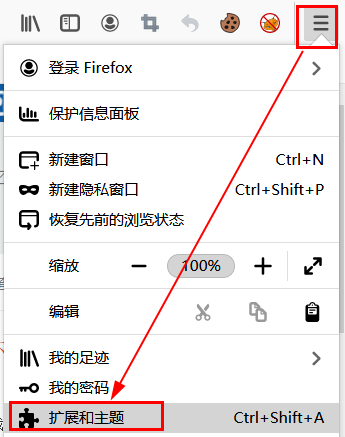 登录 Firefox
保护信息面板
新建窗口 Ctrl+N
新建隐私窗口 Ctrl+Shift+P
恢复先前的浏览状态
缩放 100%
编辑
我的足迹
我的密码
扩展和主题 Ctrl+Shift+A